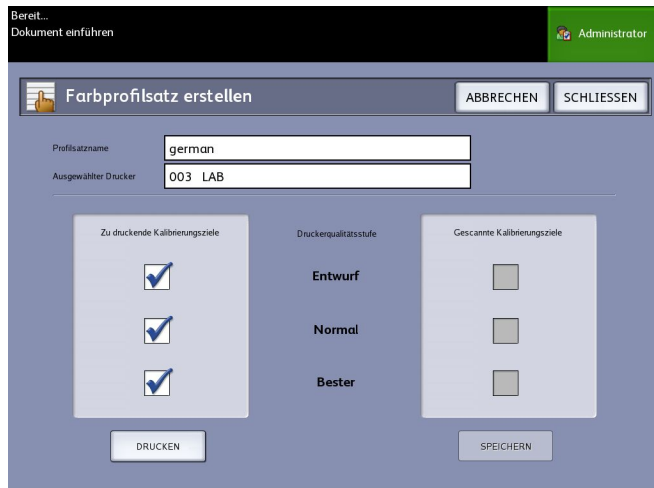 Bereit...
Dokument einführen
Administrator
Farbprofilsatz erstellen
ABBRECHEN
SCHLIESSEN
Profilsatzname
german
Ausgewählter Drucker
003 LAB
Zu druckende Kalibrierungsziele
Druckerqualitätsstufe
Gescannte Kalibrierungsziele
Entwurf
Normal
Bester
DRUCKEN
SPEICHERN